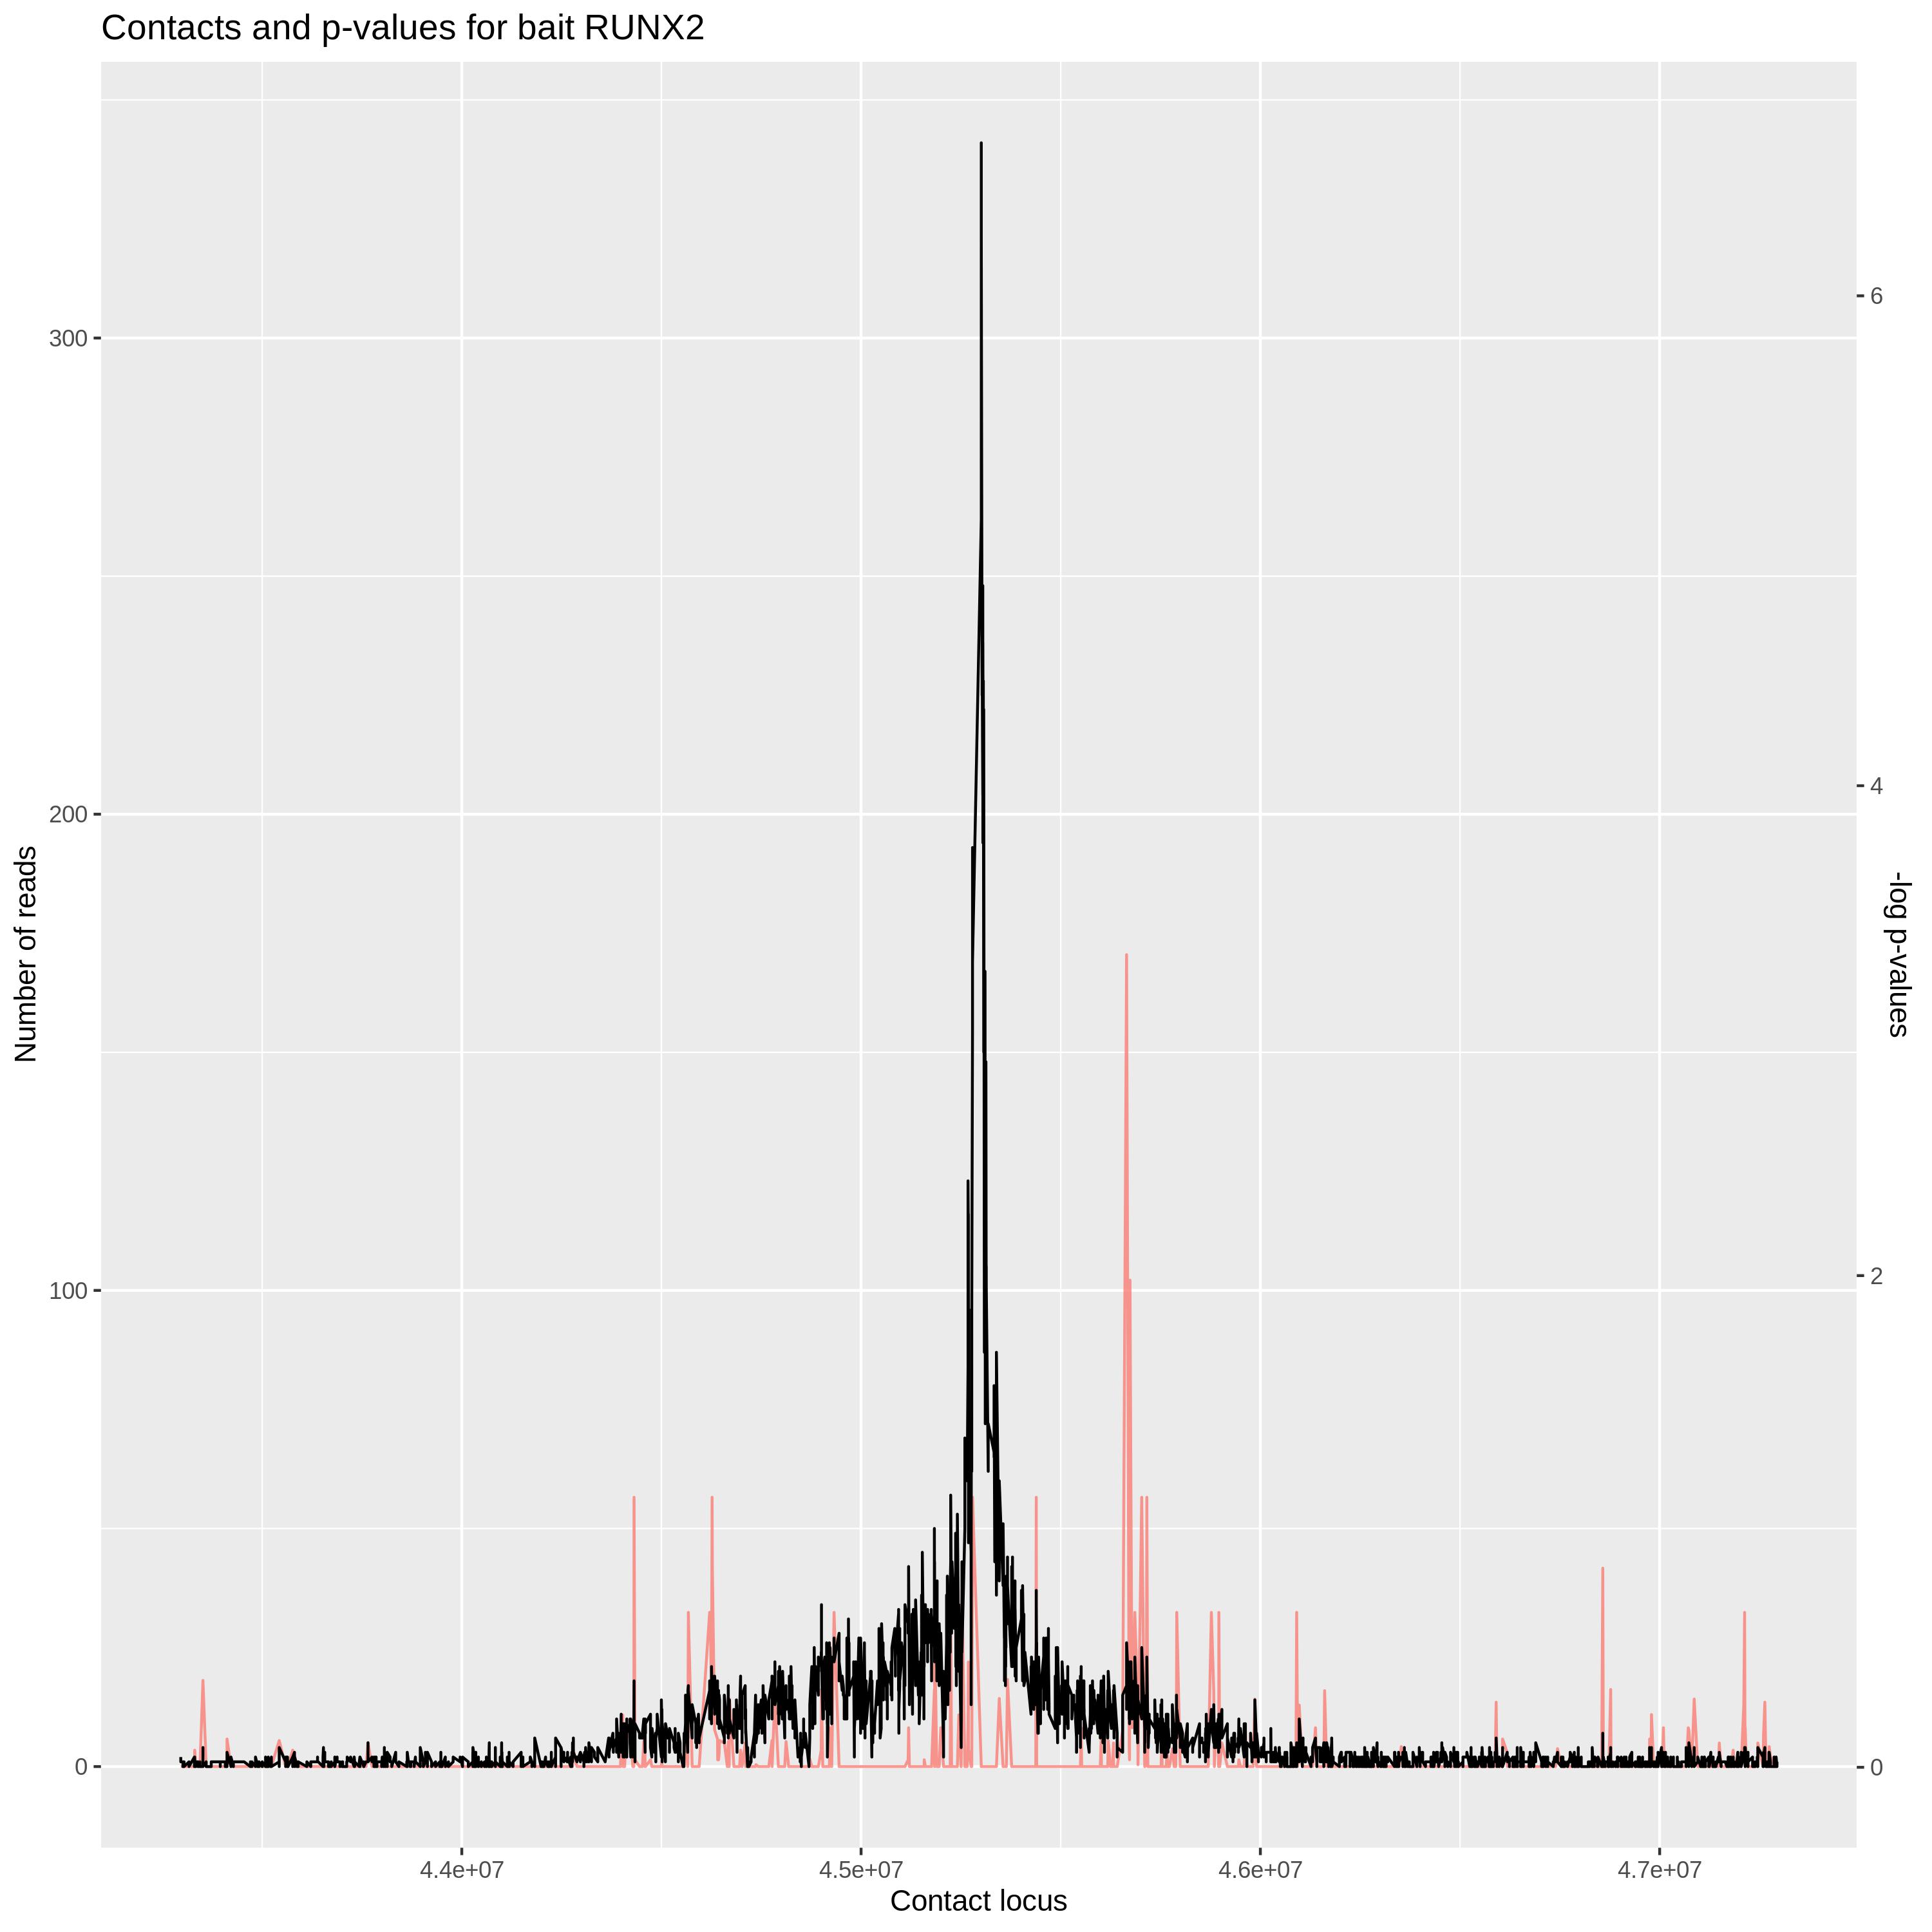 Contacts and p-values for bait RUNX2
Number of reads
300
200
100
0
6
4
2
0
-log p-values
4.4e+07 4.5e+07 4.6e+07 4.7e+07
Contact locus